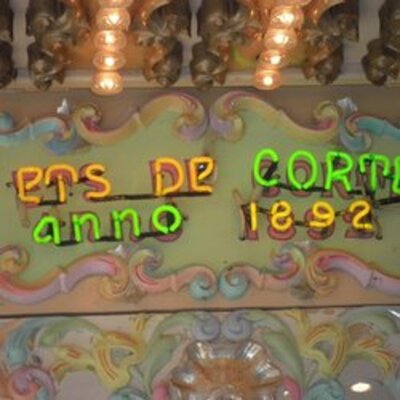 ETS DE CORTE
anno 1892